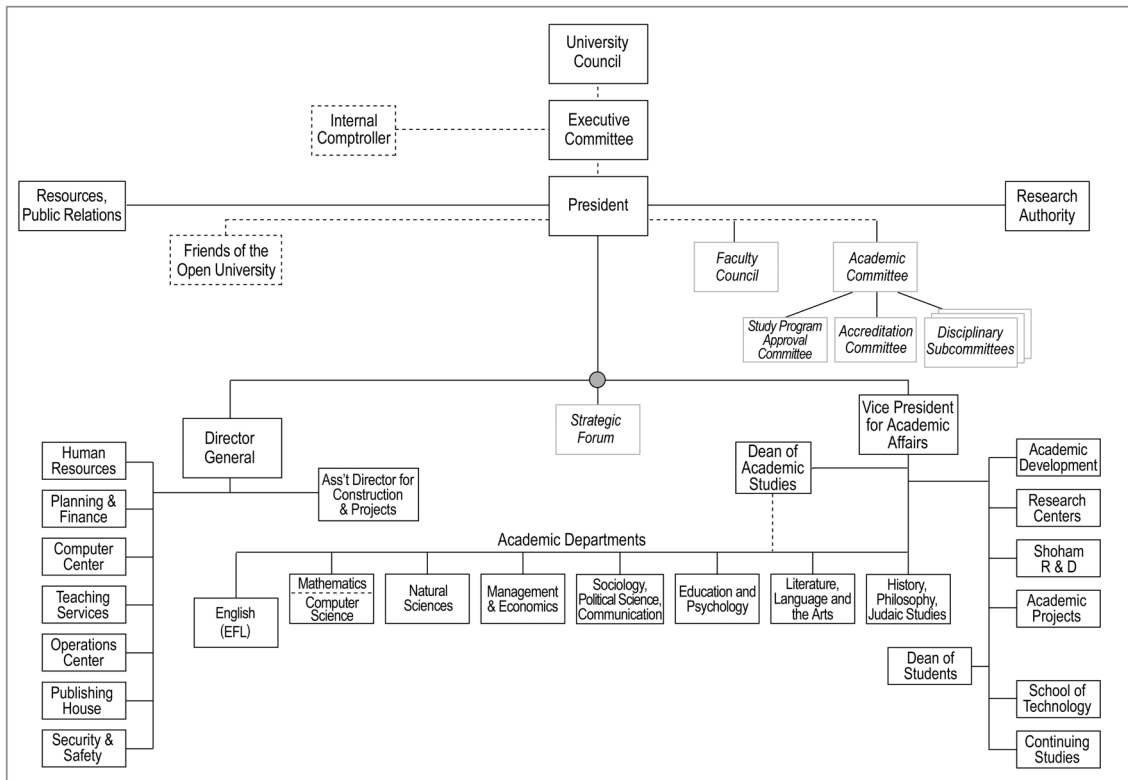 University
Council
Internal
Comptroller
Executive
Committee
Resources,
Public Relations
President
Research
Authority
Friends of the
Open University
Faculty
Council
Academic
Committee
Study Program
Approval
Committee
Accreditation
Committee
Disciplinary
Subcommittees
Strategic
Forum
Director
General
Vice President
for Academic
Affairs
Human
Resources
Planning &
Finance
Computer
Center
Teaching
Services
Operations
Center
Publishing
House
Security &
Safety
Ass't Director for
Construction
& Projects
Dean of
Academic
Studies
Academic Departments
English
(EFL)
Mathematics
Computer
Science
Natural
Sciences
Management
& Economics
Sociology,
Political Science,
Communication
Education and
Psychology
Literature,
Language and
the Arts
History,
Philosophy,
Judaic Studies
Academic
Development
Research
Centers
Shoham
R & D
Academic
Projects
Dean of
Students
School of
Technology
Continuing
Studies